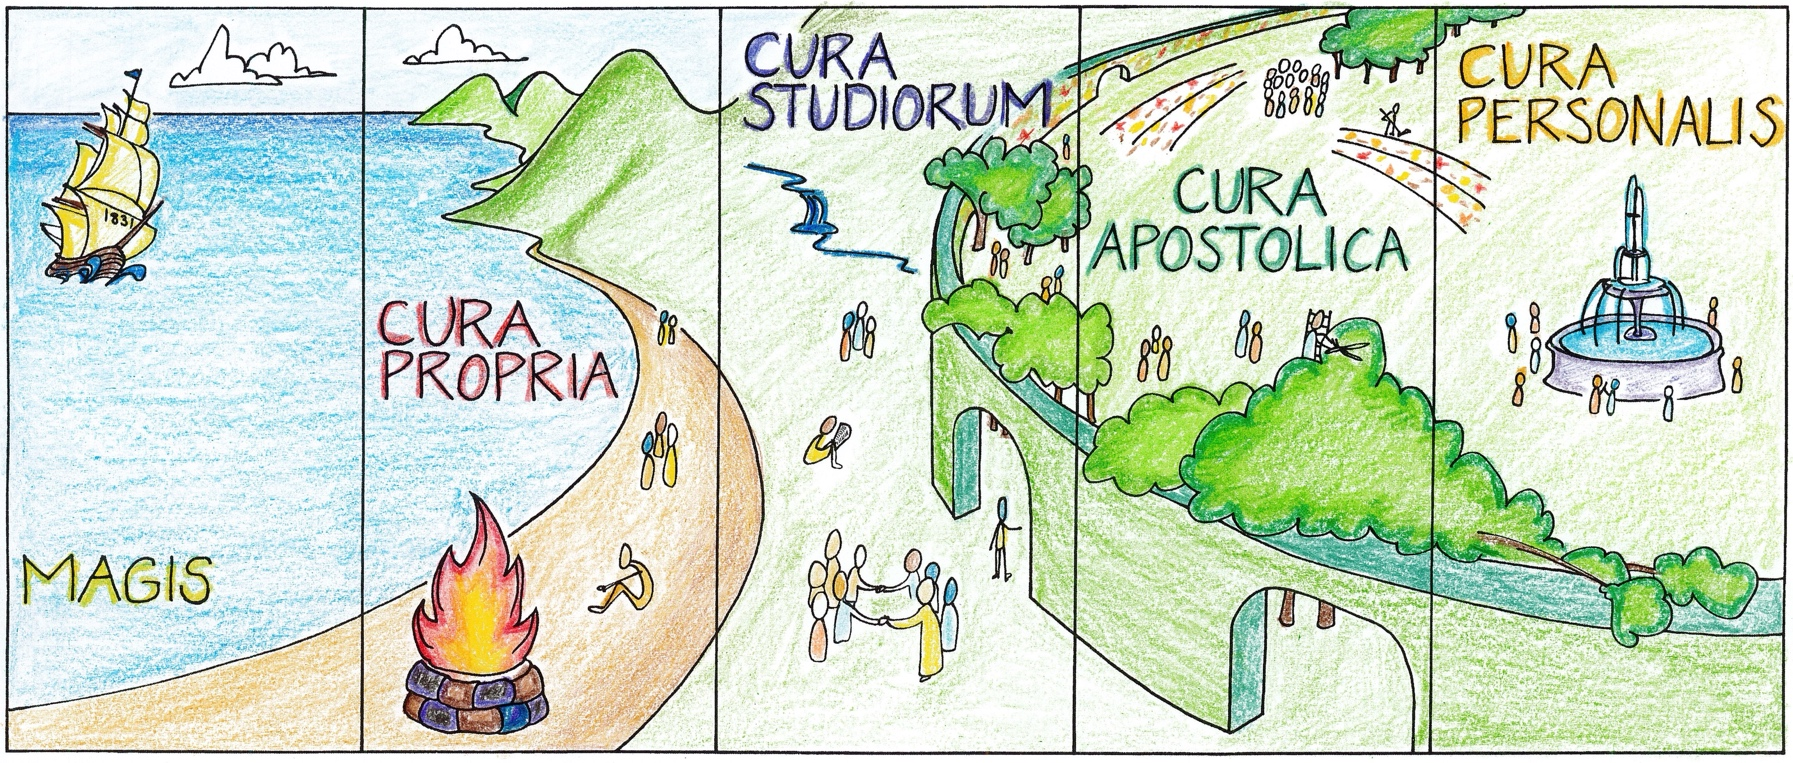 1831
MAGIS
CURA
PROPRIA
CURA
STUDIORUM
CURA
APOSTOLICA
CURA
PERSONALIS